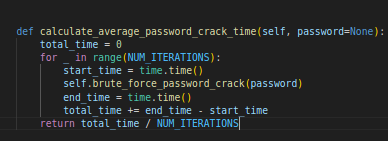 def calculate_average_password_crack_time(self, password=None):
    total_time = 0
    for _ in range(NUM_ITERATIONS):
        start_time = time.time()
        self.brute_force_password_crack(password)
        end_time = time.time()
        total_time += end_time - start_time
    return total_time / NUM_ITERATIONS